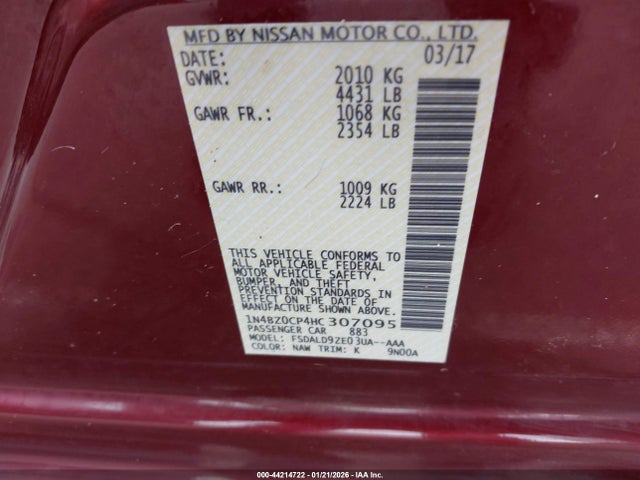 MFD BY NISSAN MOTOR CO., LTD.
DATE: 03/17
GVWR: 2010 KG
4431 LB
GAWR FR.: 1068 KG
2354 LB
GAWR RR.: 1009 KG
2224 LB
THIS VEHICLE CONFORMS TO
ALL APPLICABLE FEDERAL
MOTOR VEHICLE SAFETY,
BUMPER, AND THEFT
PREVENTION STANDARDS IN
EFFECT ON THE DATE OF
MANUFACTURE SHOWN ABOVE.
1N4BZ0CP4HC 307095
PASSENGER CAR 883
MODEL: FSDALD9ZE03UA--AAA
COLOR: NAW TRIM: K 9N00A
000-44214722 - 01/21/2026 - IAA Inc.